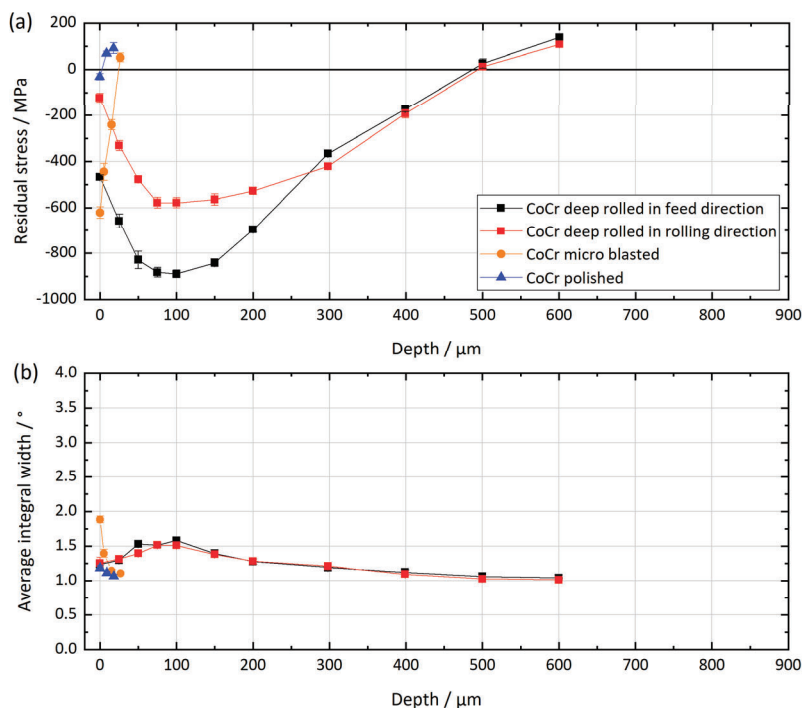 (a)
200
0
-200
-400
-600
-800
-1000
Residual stress / MPa
CoCr deep rolled in feed direction
CoCr deep rolled in rolling direction
CoCr micro blasted
CoCr polished
0 100 200 300 400 500 600 700 800 900
Depth / μm
(b)
4.0
3.5
3.0
2.5
2.0
1.5
1.0
0.5
0.0
Average integral width / °
0 100 200 300 400 500 600 700 800 900
Depth / μm